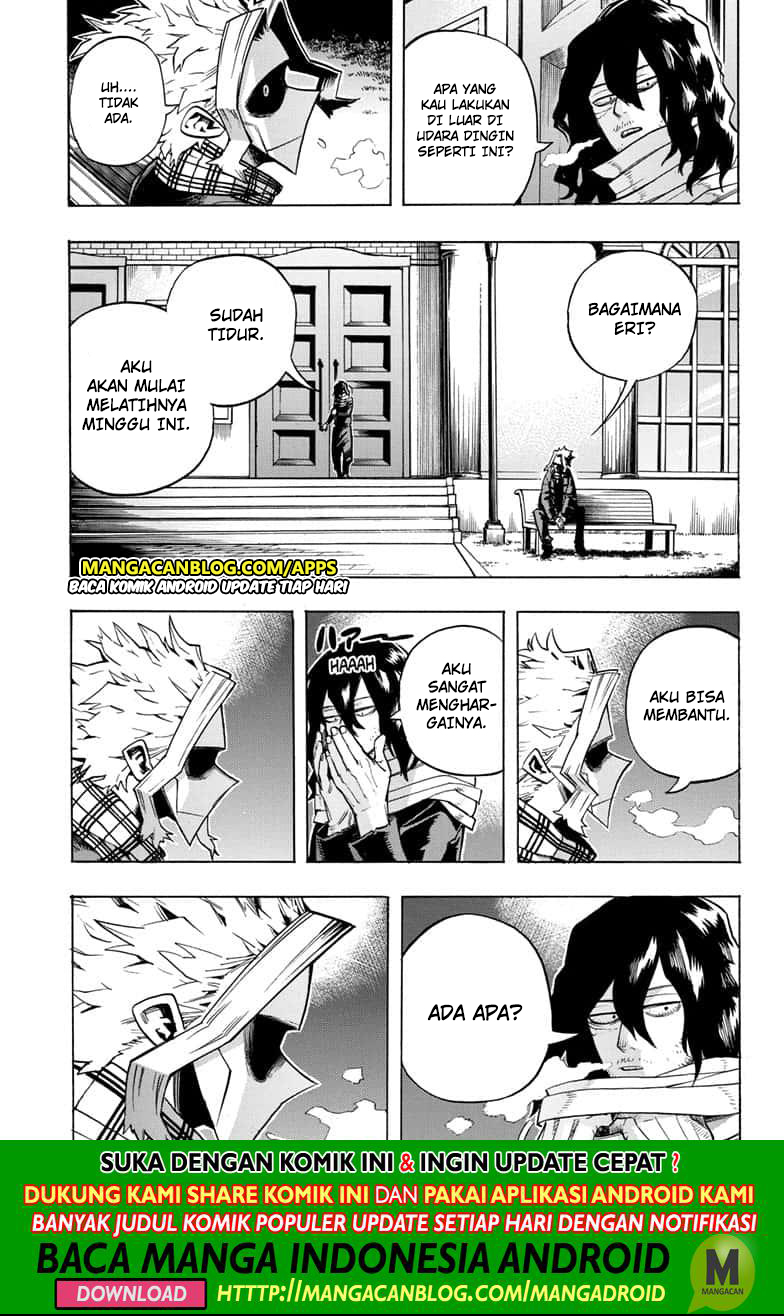 APA YANG
KAU LAKUKAN
DI LUAR DI
UDARA DINGIN
SEPERTI INI?
UH....
TIDAK
ADA.
BAGAIMANA
ERI?
SUDAH
TIDUR.
AKU
AKAN MULAI
MELATIHNYA
MINGGU INI.
MANGACANBLOG.COM/APPS
BACA KOMIK ANDROID UPDATE TIAP HARI
AKU BISA
MEMBANTU.
AKU
SANGAT
MENGHAR-
GAINYA.
ハァー
HAAAH
ADA APA?
SUKA DENGAN KOMIK INI & INGIN UPDATE CEPAT ?
DUKUNG KAMI SHARE KOMIK INI DAN PAKAI APLIKASI ANDROID KAMI
BANYAK JUDUL KOMIK POPULER UPDATE SETIAP HARI DENGAN NOTIFIKASI
BACA MANGA INDONESIA ANDROID
DOWNLOAD HTTTP://MANGACANBLOG.COM/MANGADROID
M
MANGACAN